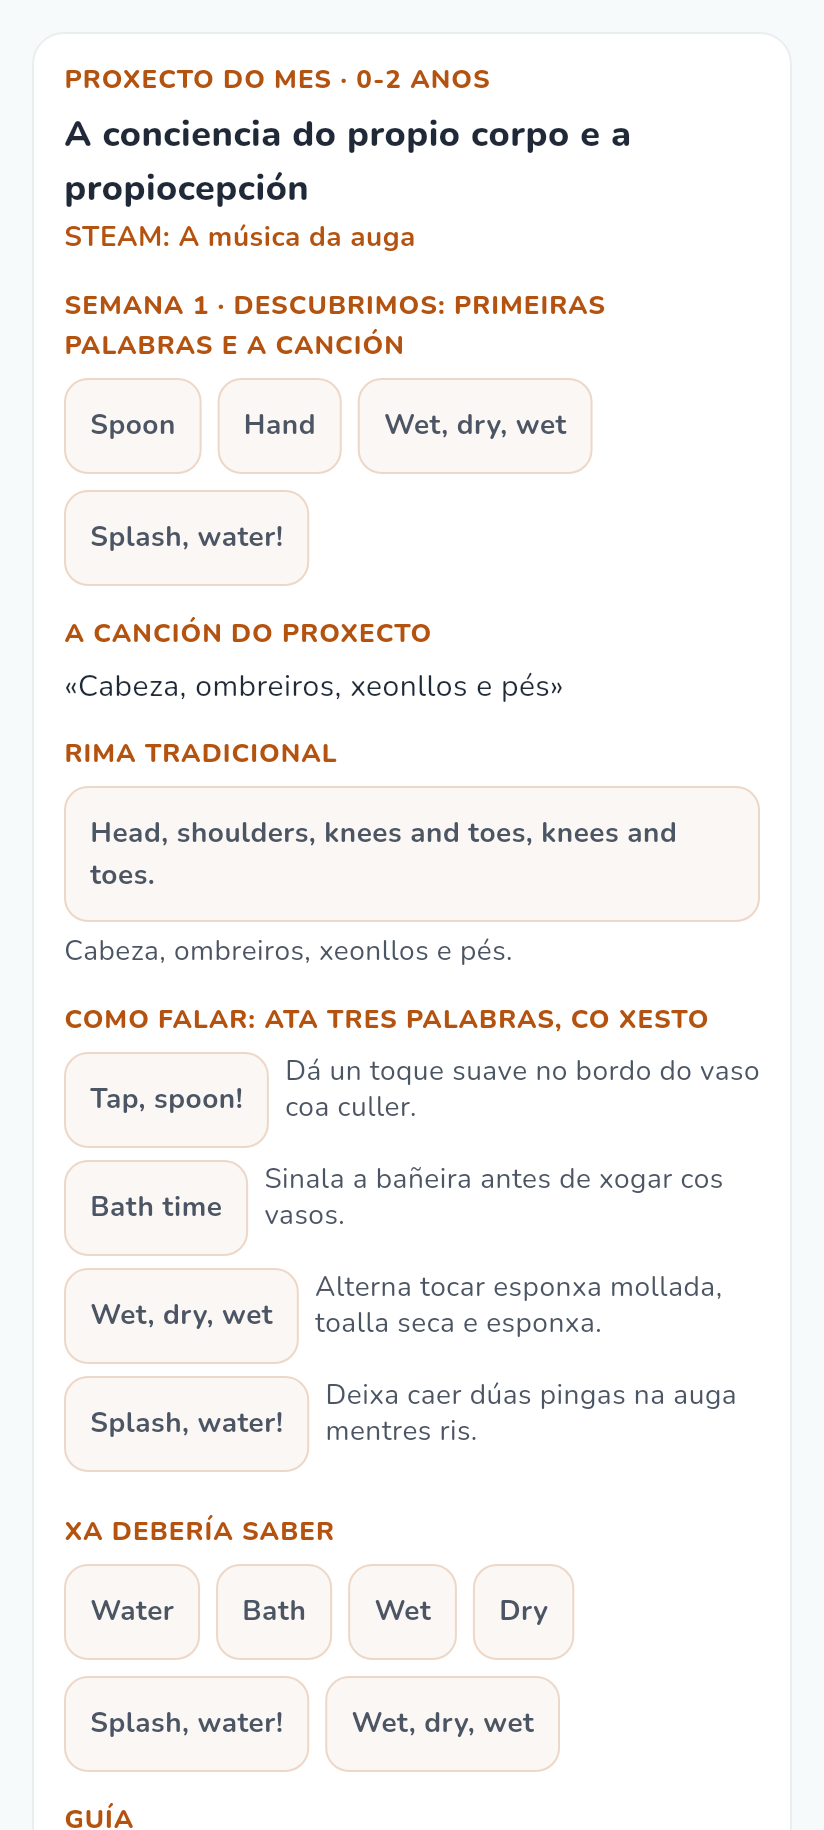 PROXECTO DO MES · 0-2 ANOS
A conciencia do propio corpo e a
propiocepción
STEAM: A música da auga
SEMANA 1 · DESCUBRIMOS: PRIMEIRAS
PALABRAS E A CANCIÓN
Spoon
Hand
Wet, dry, wet
Splash, water!
A CANCIÓN DO PROXECTO
«Cabeza, ombreiros, xeonllos e pés»
RIMA TRADICIONAL
Head, shoulders, knees and toes, knees and
toes.
Cabeza, ombreiros, xeonllos e pés.
COMO FALAR: ATA TRES PALABRAS, CO XESTO
Tap, spoon!
Dá un toque suave no bordo do vaso
coa culler.
Bath time
Sinala a bañeira antes de xogar cos
vasos.
Wet, dry, wet
Alterna tocar esponxa mollada,
toalla seca e esponxa.
Splash, water!
Deixa caer dúas pingas na auga
mentres ris.
XA DEBERÍA SABER
Water
Bath
Wet
Dry
Splash, water!
Wet, dry, wet
GUÍA